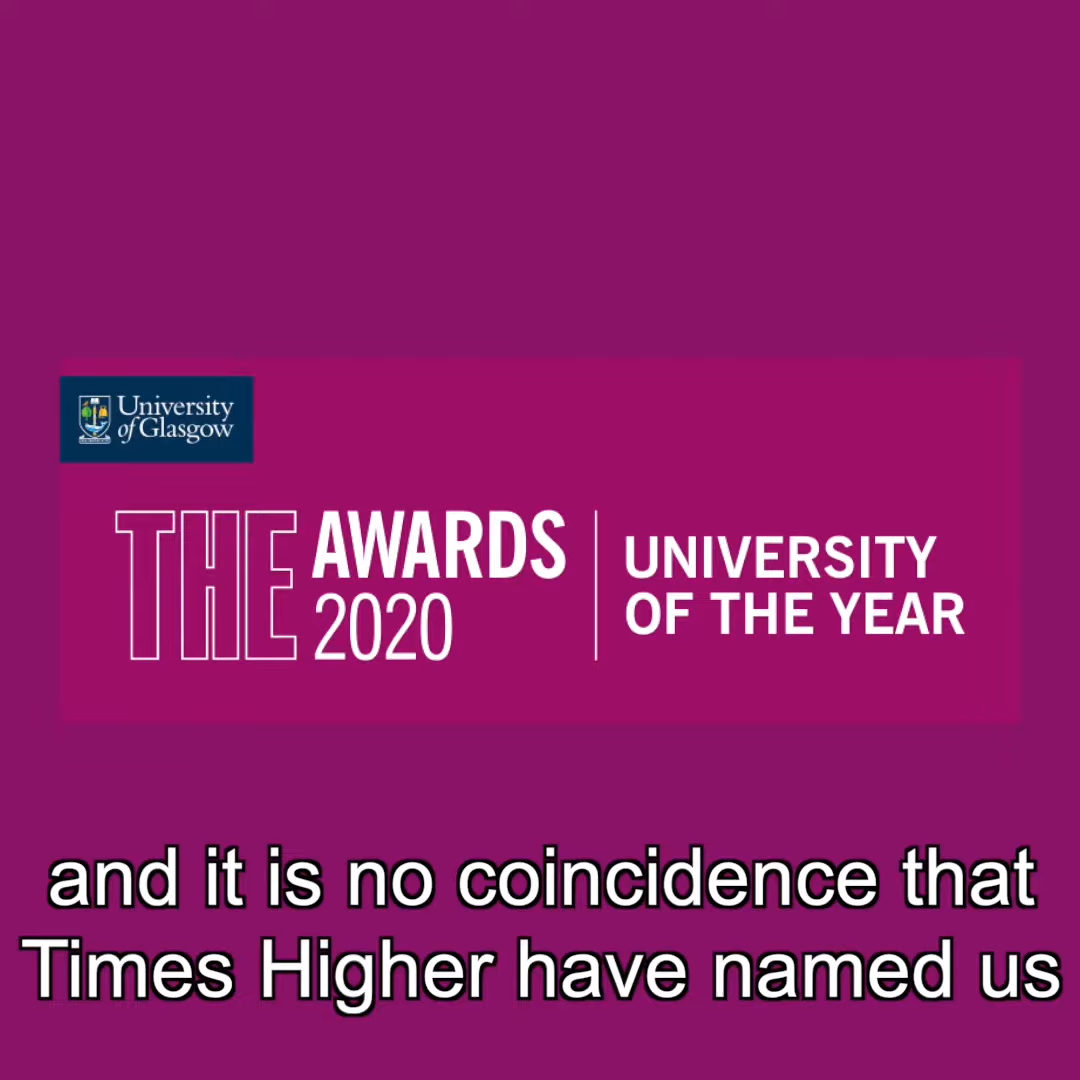 University
of Glasgow
THE AWARDS
2020
UNIVERSITY
OF THE YEAR
and it is no coincidence that
Times Higher have named us